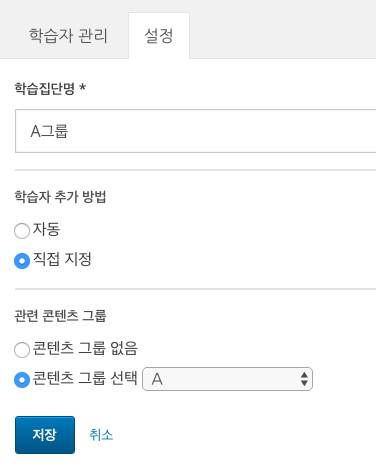 학습자 관리 설정
학습집단명 *
A그룹
학습자 추가 방법
자동
직접 지정
관련 콘텐츠 그룹
콘텐츠 그룹 없음
콘텐츠 그룹 선택 A
저장 취소